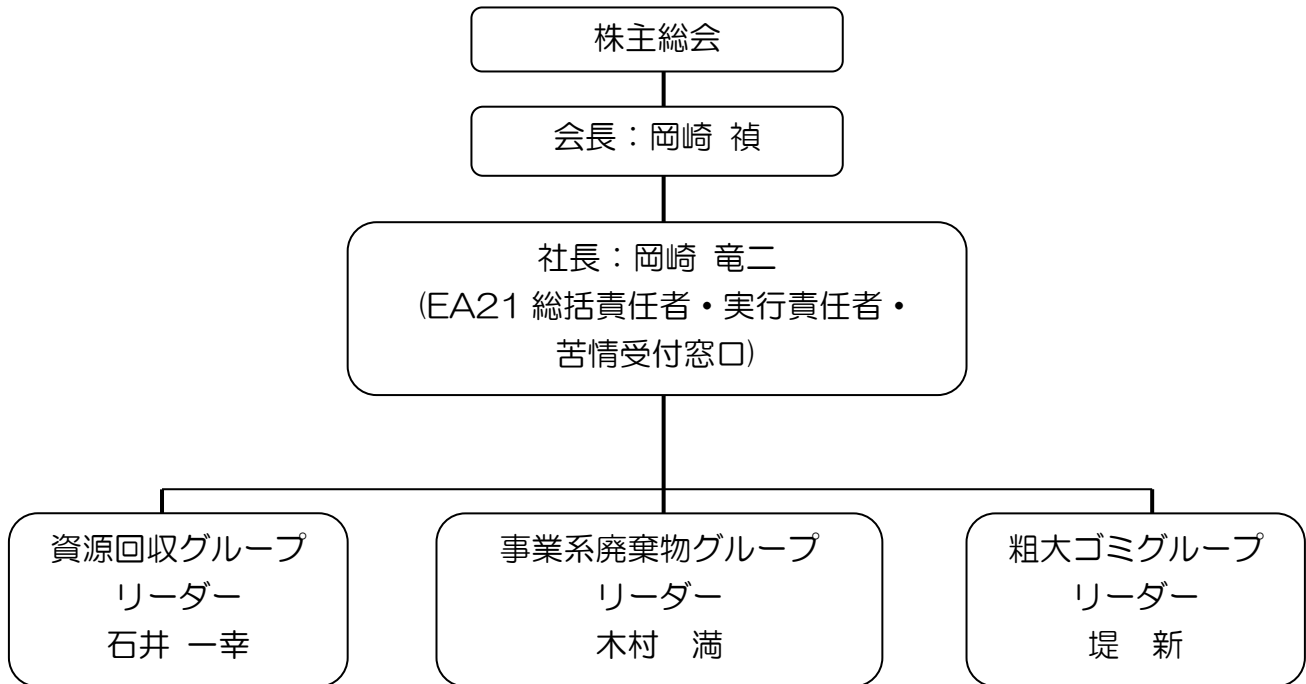 株主総会
会長：岡崎 禎
社長：岡崎 竜二
(EA21 総括責任者・実行責任者・
苦情受付窓口)
資源回収グループ
リーダー
石井 一幸
事業系廃棄物グループ
リーダー
木村　満
粗大ゴミグループ
リーダー
堤　新